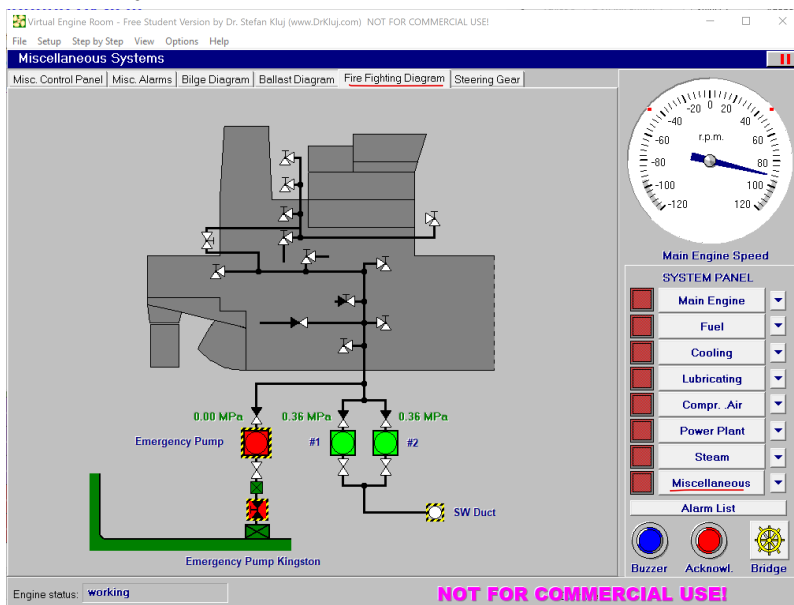 Virtual Engine Room - Free Student Version by Dr. Stefan Kluj (www.DrKluj.com) NOT FOR COMMERCIAL USE!
File Setup Step by Step View Options Help
Miscellaneous Systems
Misc. Control Panel Misc. Alarms Bilge Diagram Ballast Diagram Fire Fighting Diagram Steering Gear
-20 0 20
-40 40
r.p.m.
-60 60
-80 80
-100 100
-120 120
Main Engine Speed
SYSTEM PANEL
Main Engine
Fuel
Cooling
Lubricating
Compr. .Air
Power Plant
Steam
Miscellaneous
Alarm List
Buzzer Acknowl. Bridge
0.00 MPa 0.36 MPa 0.36 MPa
Emergency Pump #1 #2
SW Duct
Emergency Pump Kingston
Engine status: working
NOT FOR COMMERCIAL USE!